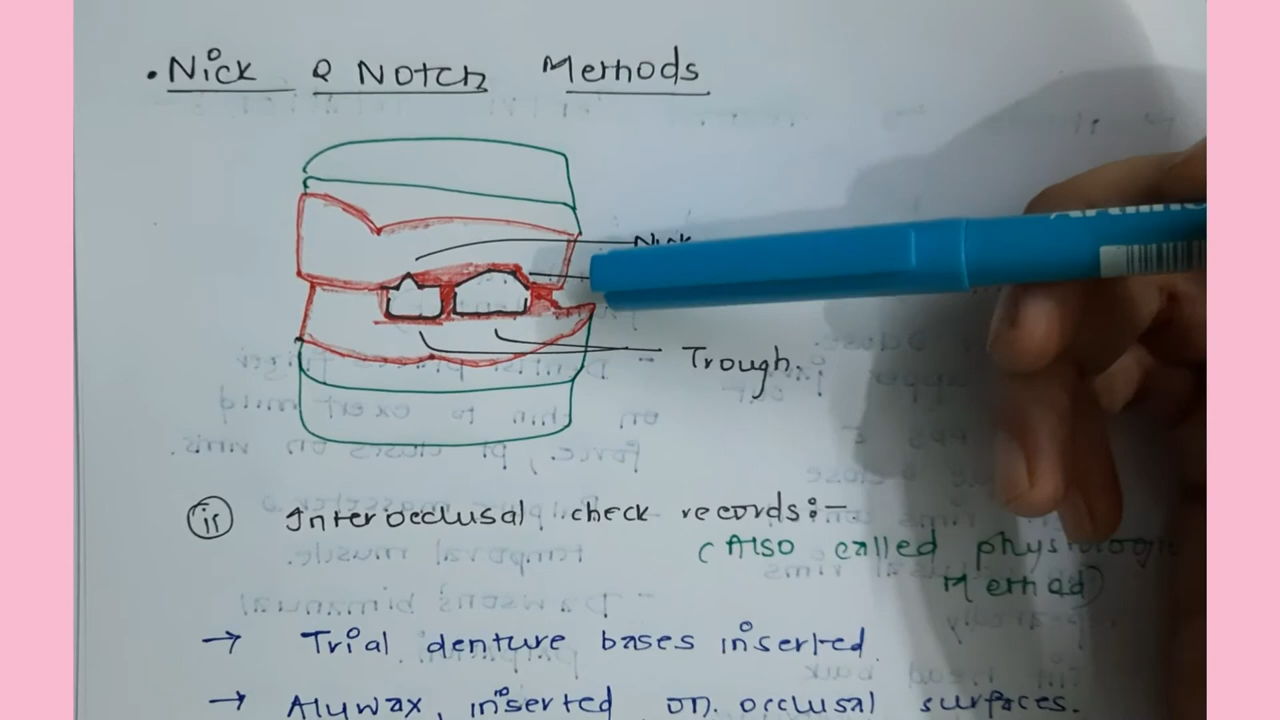 • Nick & Notch Methods
Nick
Trough.
(ii) Interocclusal check records:-
(Also called physiologic
Method)
→ Trial denture bases inserted.
→ Alywax, inserted on occlusal surfaces.